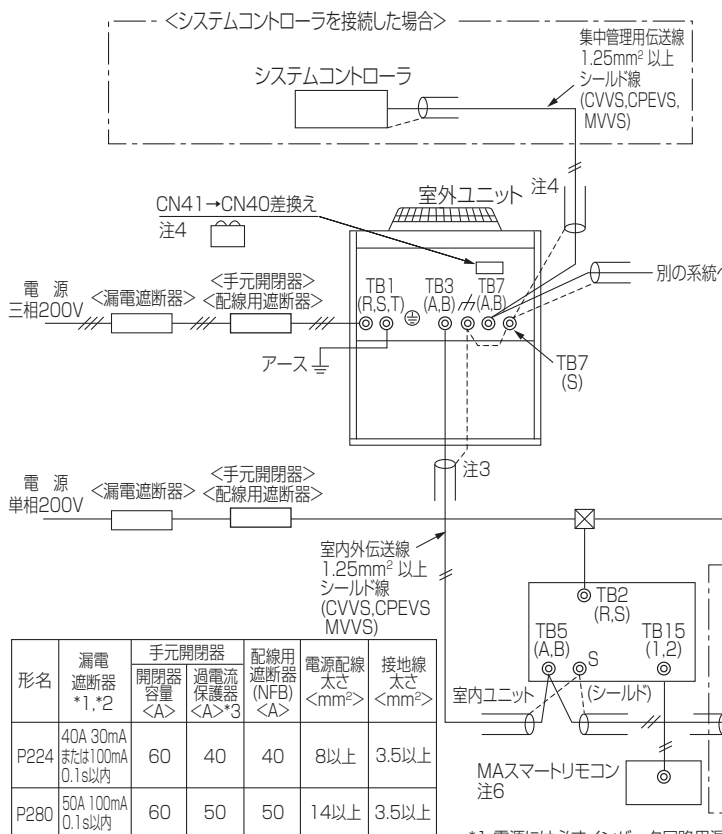 <システムコントローラを接続した場合>
集中管理用伝送線
1.25mm² 以上
シールド線
(CVVS,CPEVS,
MVVS)
システムコントローラ
CN41→CN40差換え
注4
室外ユニット
注4
電 源
三相200V
<漏電遮断器>
<手元開閉器>
<配線用遮断器>
TB1
(R,S,T)
TB3
(A,B)
TB7
(A,B)
別の系統へ
アース
TB7
(S)
注3
電 源
単相200V
<漏電遮断器>
<手元開閉器>
<配線用遮断器>
室内外伝送線
1.25mm² 以上
シールド線
(CVVS,CPEVS
MVVS)
TB2
(R,S)
TB5
(A,B)
S
TB15
(1,2)
室内ユニット
(シールド)
MAスマートリモコン
注6
形名
漏電
遮断器
*1,*2
手元開閉器
開閉器
容量
<A>
過電流
保護器
<A>*3
配線用
遮断器
(NFB)
<A>
電源配線
太さ
<mm²>
接地線
太さ
<mm²>
P224
40A 30mA
または100mA
0.1s以内
60
40
40
8以上
3.5以上
P280
50A 100mA
0.1s以内
60
50
50
14以上
3.5以上